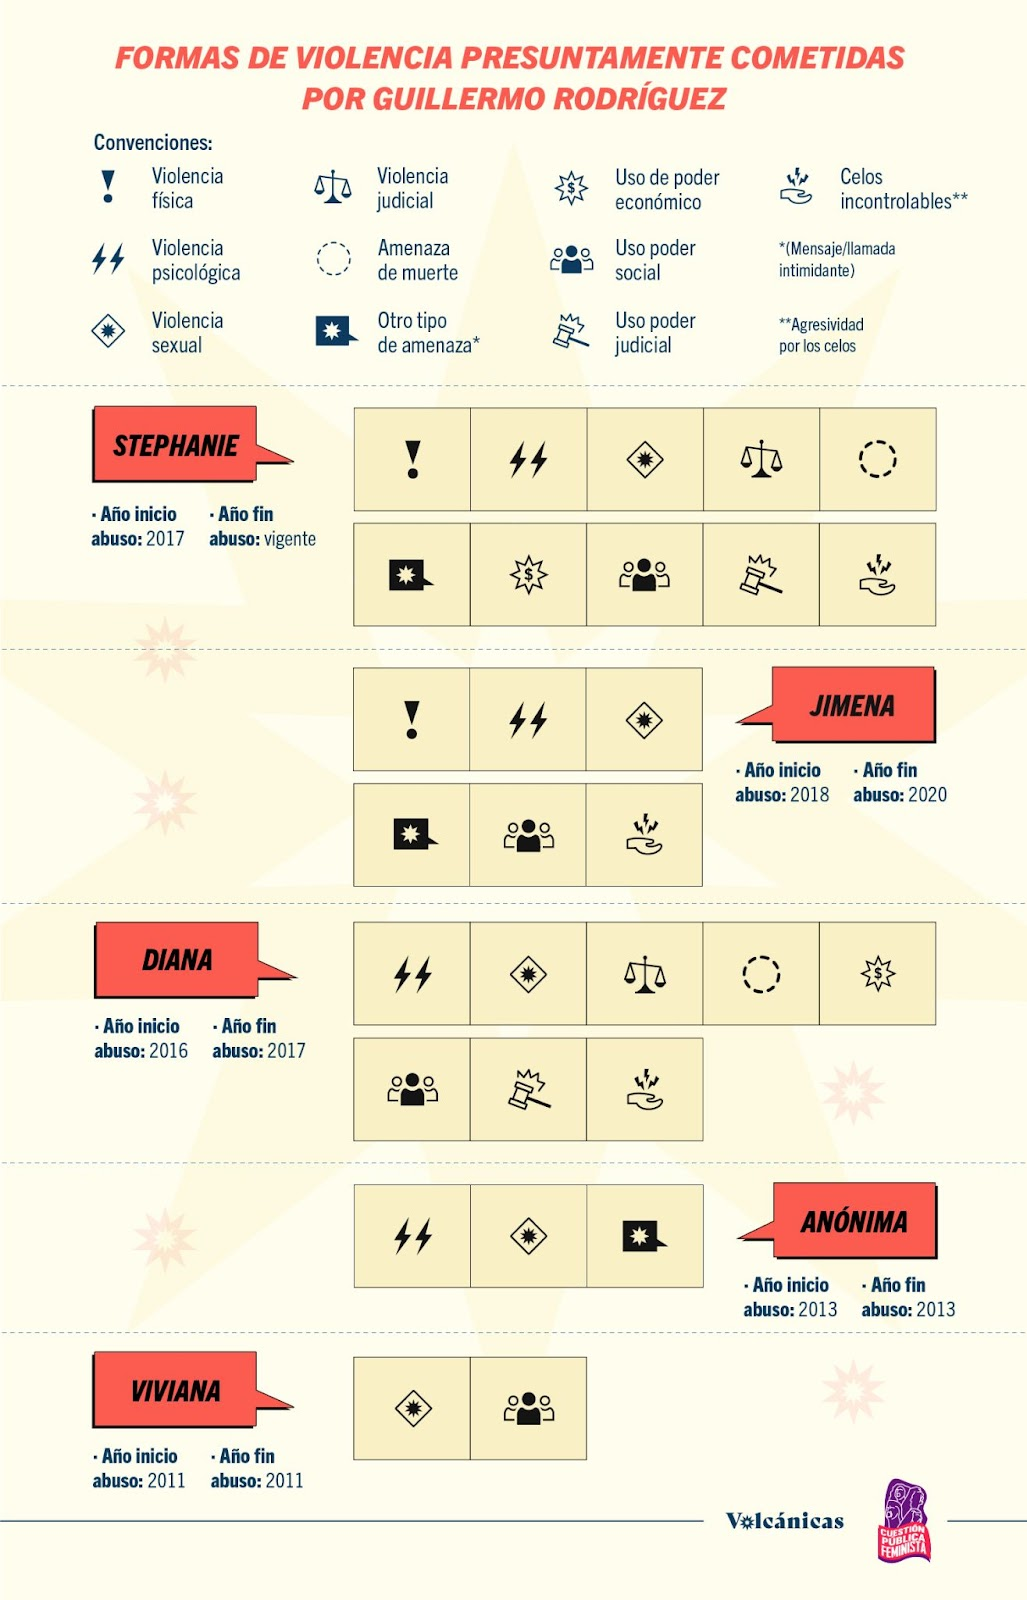 FORMAS DE VIOLENCIA PRESUNTAMENTE COMETIDAS
POR GUILLERMO RODRÍGUEZ
Convenciones:
Violencia
física
Violencia
judicial
Uso de poder
económico
Celos
incontrolables**
Violencia
psicológica
Amenaza
de muerte
Uso poder
social
*(Mensaje/llamada
intimidante)
Violencia
sexual
Otro tipo
de amenaza*
Uso poder
judicial
**Agresividad
por los celos
STEPHANIE
· Año inicio
abuso: 2017
· Año fin
abuso: vigente
JIMENA
· Año inicio
abuso: 2018
· Año fin
abuso: 2020
DIANA
· Año inicio
abuso: 2016
· Año fin
abuso: 2017
ANÓNIMA
· Año inicio
abuso: 2013
· Año fin
abuso: 2013
VIVIANA
· Año inicio
abuso: 2011
· Año fin
abuso: 2011
Volcánicas
CUESTIÓN
PÚBLICA
FEMINISTA